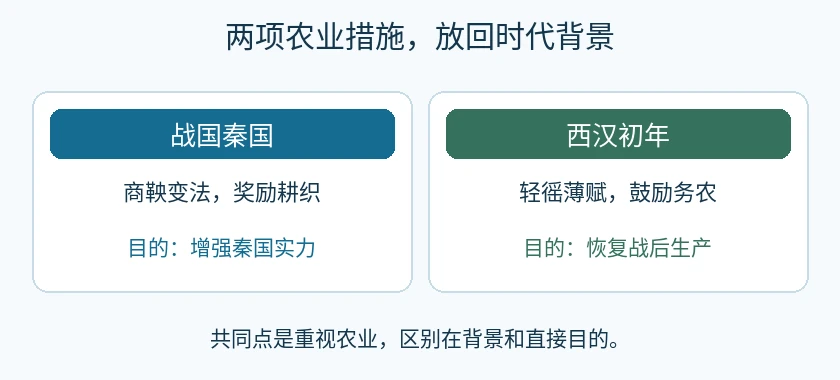 两项农业措施，放回时代背景
战国秦国
商鞅变法，奖励耕织
目的：增强秦国实力
西汉初年
轻徭薄赋，鼓励务农
目的：恢复战后生产
共同点是重视农业，区别在背景和直接目的。